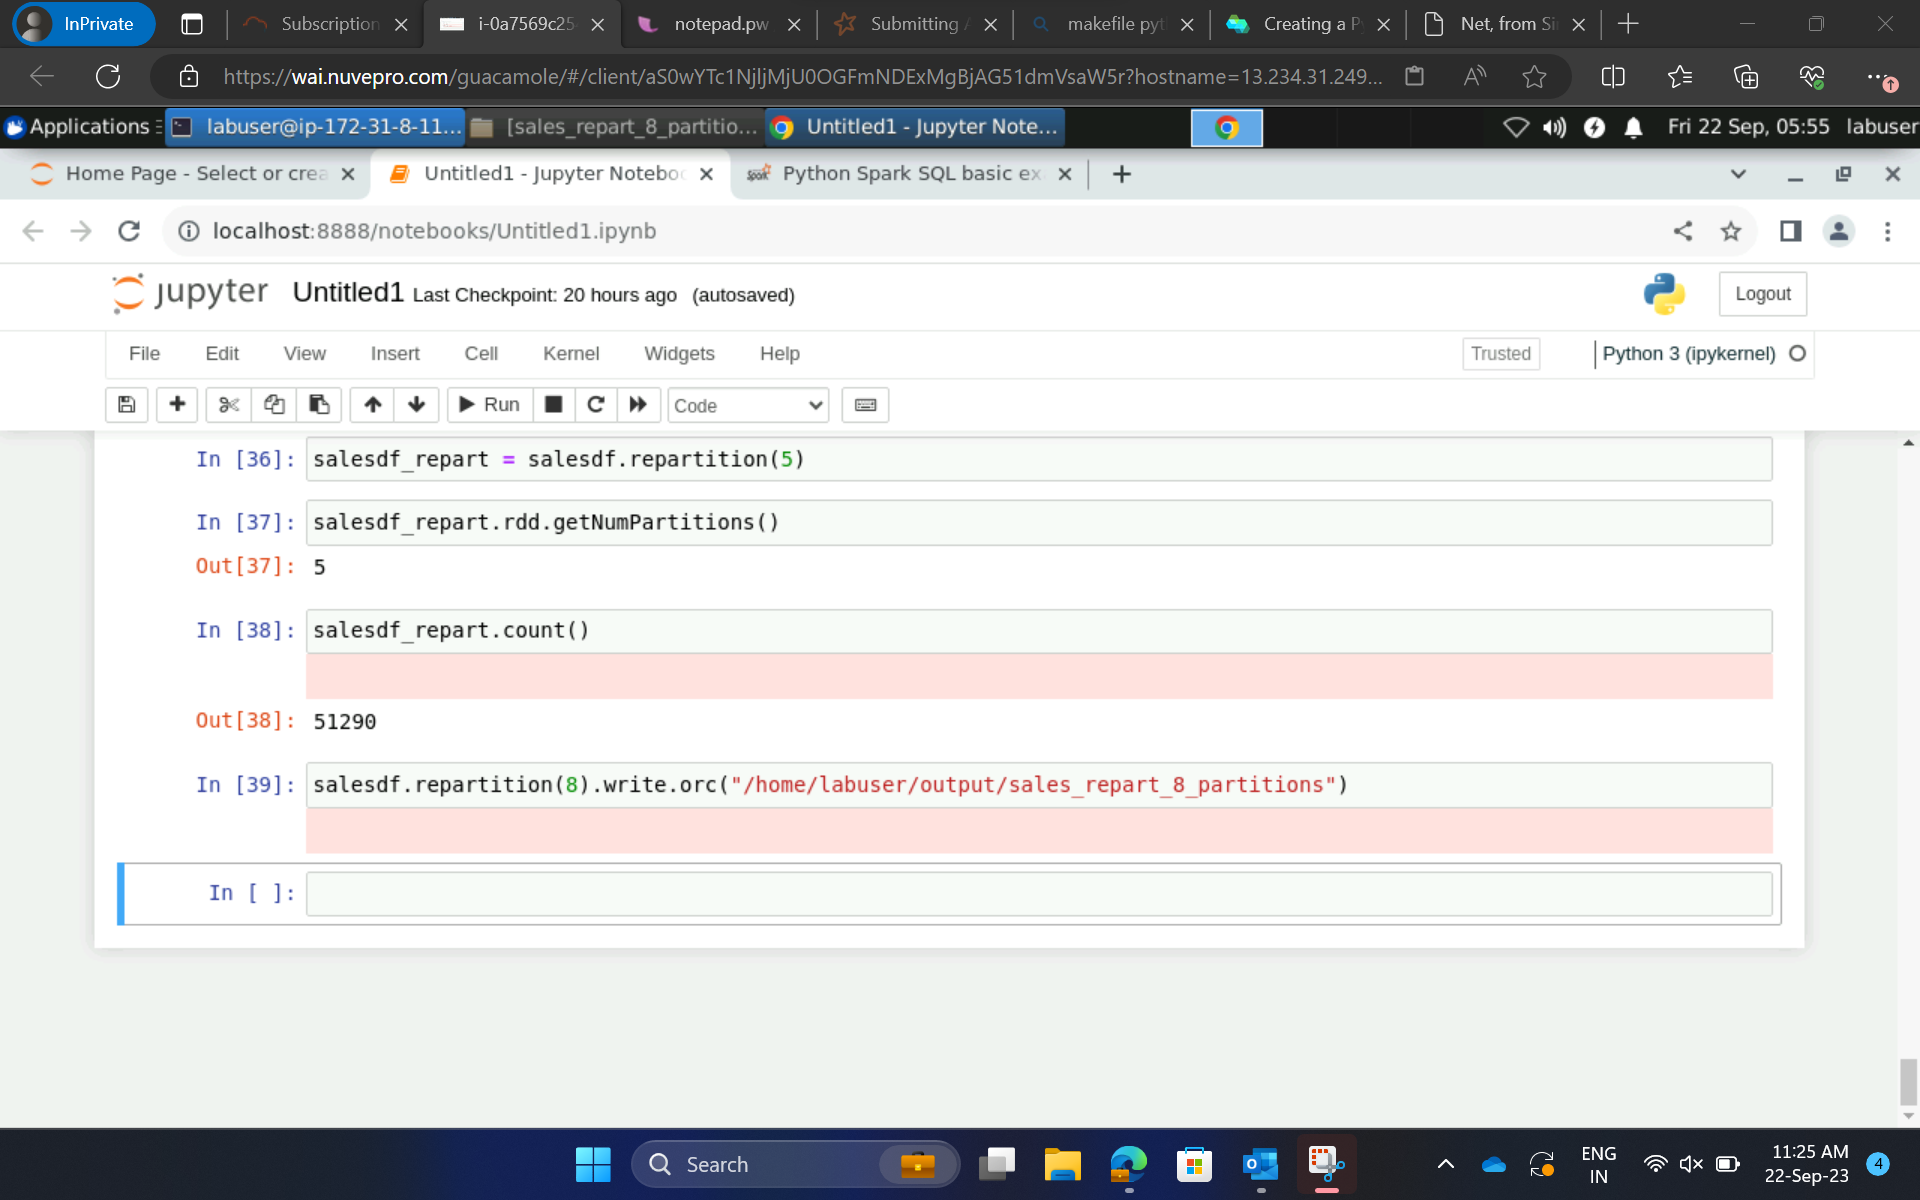 InPrivate
Subscription
i-0a7569c25
notepad.pw
Submitting A
makefile pyt
Creating a P
Net, from Si
https://wai.nuvepro.com/guacamole/#/client/aS0wYTc1NjljMjU0OGFmNDExMgBjAG51dmVsaW5r?hostname=13.234.31.249...
Applications
labuser@ip-172-31-8-11...
[sales_repart_8_partitio...
Untitled1 - Jupyter Note...
Fri 22 Sep, 05:55
labuser
Home Page - Select or crea
Untitled1 - Jupyter Noteboo
Spark
Python Spark SQL basic ex
localhost:8888/notebooks/Untitled1.ipynb
jupyter
Untitled1 Last Checkpoint: 20 hours ago (autosaved)
Logout
File Edit View Insert Cell Kernel Widgets Help
Trusted
Python 3 (ipykernel)
Run
Code
In [36]: salesdf_repart = salesdf.repartition(5)
In [37]: salesdf_repart.rdd.getNumPartitions()
Out[37]: 5
In [38]: salesdf_repart.count()
Out[38]: 51290
In [39]: salesdf.repartition(8).write.orc("/home/labuser/output/sales_repart_8_partitions")
In [ ]:
Search
ENG
IN
11:25 AM
22-Sep-23
4